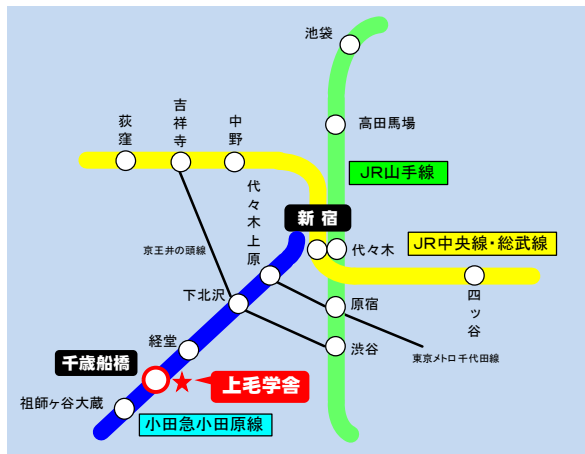 池袋
高田馬場
吉祥寺
中野
荻窪
JR山手線
代々木上原
新宿
JR中央線・総武線
代々木
京王井の頭線
下北沢
原宿
四ッ谷
経堂
渋谷
東京メトロ千代田線
千歳船橋
上毛学舎
祖師ヶ谷大蔵
小田急小田原線